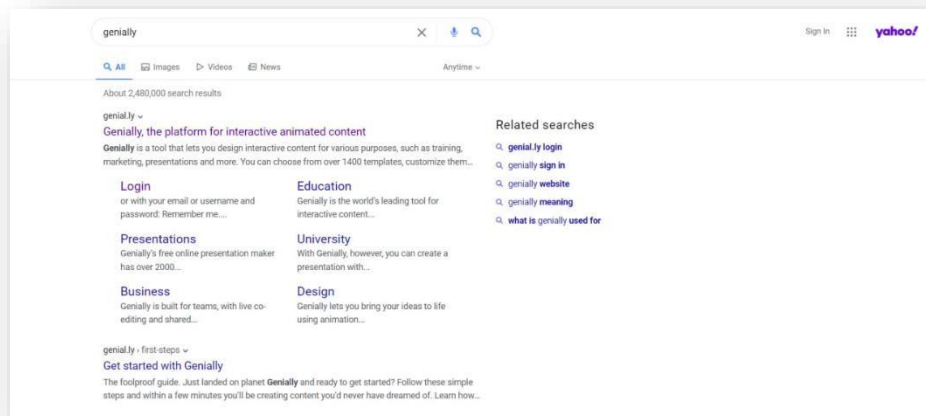 genially
Sign In
yahoo!
All Images Videos News Anytime
About 2,480,000 search results
genial.ly
Genially, the platform for interactive animated content
Genially is a tool that lets you design interactive content for various purposes, such as training,
marketing, presentations and more. You can choose from over 1400 templates, customize them...
Login
or with your email or username and
password: Remember me....
Education
Genially is the world's leading tool for
interactive content...
Presentations
Genially's free online presentation maker
has over 2000...
University
With Genially, however, you can create a
presentation with...
Business
Genially is built for teams, with live co-
editing and shared...
Design
Genially lets you bring your ideas to life
using animation...
genial.ly › first-steps
Get started with Genially
The foolproof guide. Just landed on planet Genially and ready to get started? Follow these simple
steps and within a few minutes you'll be creating content you'd never have dreamed of. Learn how...
Related searches
genial.ly login
genially sign in
genially website
genially meaning
what is genially used for